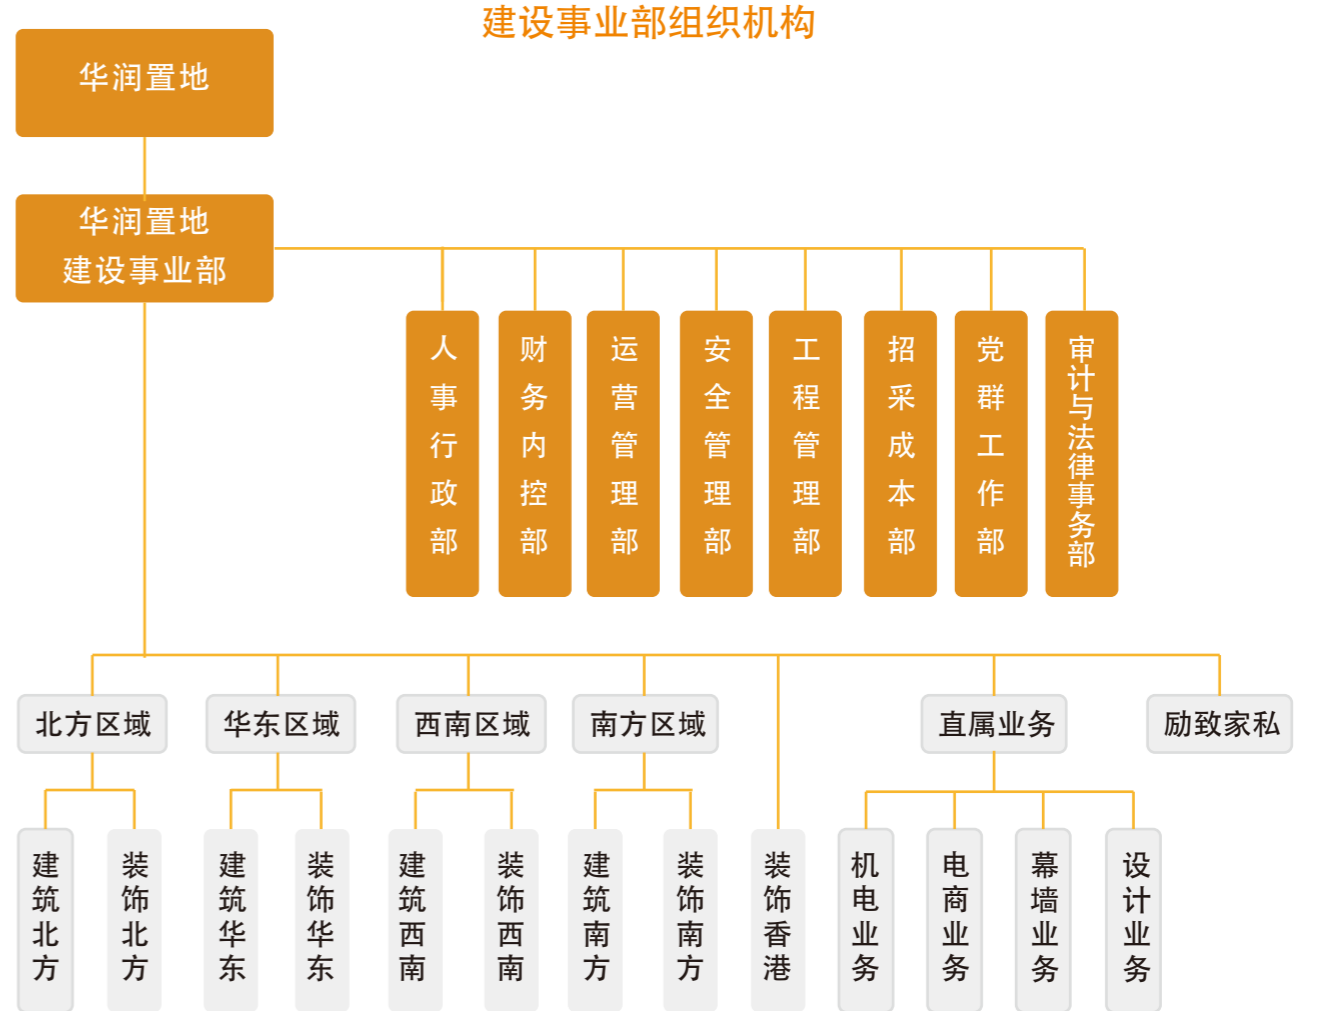 建设事业部组织机构
华润置地
华润置地
建设事业部
人事行政部
财务内控部
运营管理部
安全管理部
工程管理部
招采成本部
党群工作部
审计与法律事务部
北方区域
华东区域
西南区域
南方区域
直属业务
励致家私
建筑北方
装饰北方
建筑华东
装饰华东
建筑西南
装饰西南
建筑南方
装饰南方
装饰香港
机电业务
电商业务
幕墙业务
设计业务